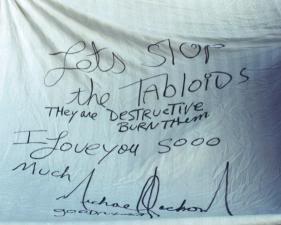 Lets STOP
the TABLOIDS
They are DESTRUCTIVE
BURN Them
I Love you sooo
much
Michael Jackson